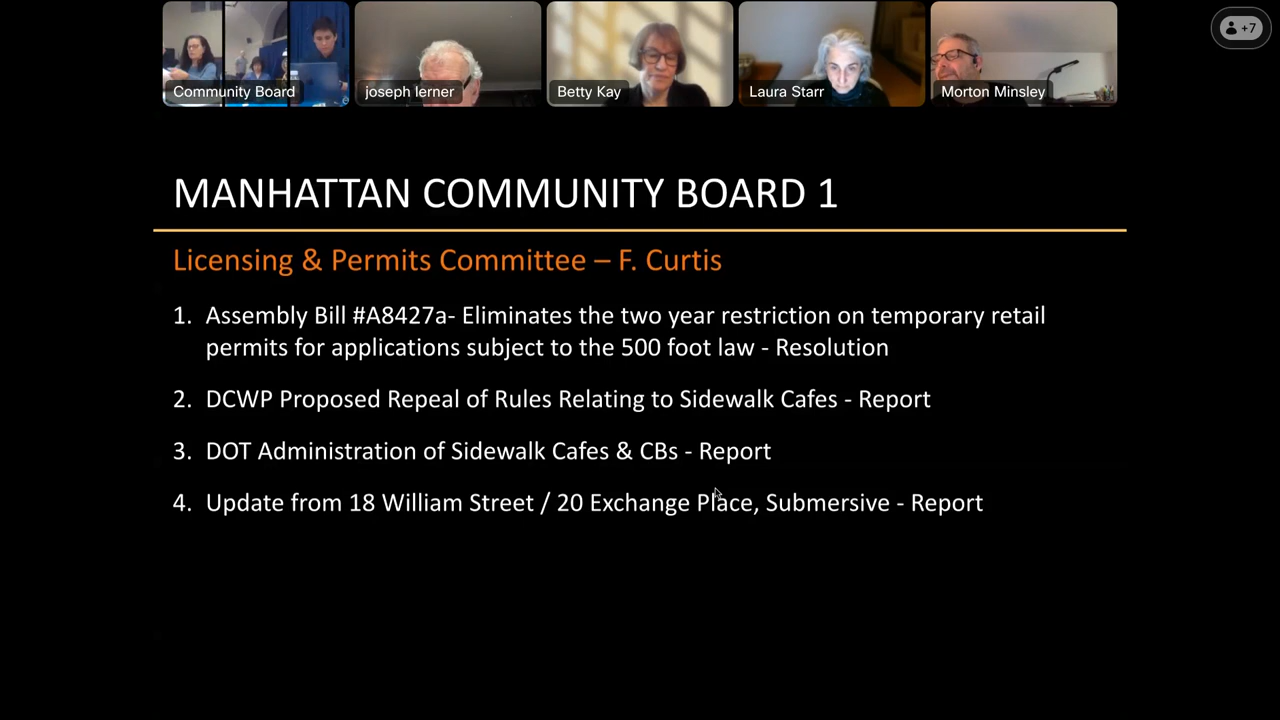 +7
Community Board
joseph lerner
Betty Kay
Laura Starr
Morton Minsley
MANHATTAN COMMUNITY BOARD 1
Licensing & Permits Committee – F. Curtis
1. Assembly Bill #A8427a- Eliminates the two year restriction on temporary retail
permits for applications subject to the 500 foot law - Resolution
2. DCWP Proposed Repeal of Rules Relating to Sidewalk Cafes - Report
3. DOT Administration of Sidewalk Cafes & CBs - Report
4. Update from 18 William Street / 20 Exchange Place, Submersive - Report